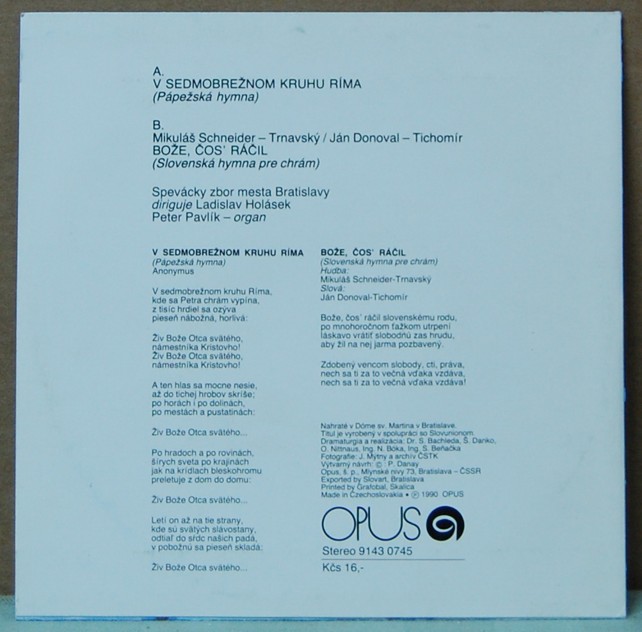 A.
V SEDMOBREŽNOM KRUHU RÍMA
(Pápežská hymna)
B.
Mikuláš Schneider – Trnavský / Ján Donoval – Tichomír
BOŽE, ČOS' RÁČIL
(Slovenská hymna pre chrám)
Spevácky zbor mesta Bratislavy
diriguje Ladislav Holásek
Peter Pavlík – organ
V SEDMOBREŽNOM KRUHU RÍMA
(Pápežská hymna)
Anonymus
V sedmobrežnom kruhu Ríma,
kde sa Petra chrám vypína,
z tisíc hrdiel sa ozýva
pieseň nábožná, horlivá:
Živ Bože Otca svätého,
námestníka Kristovho!
Živ Bože Otca svätého,
námestníka Kristovho!
A ten hlas sa mocne nesie,
až do tichej hrobov skríše;
po horách i po dolinách,
po mestách a pustatinách:
Živ Bože Otca svätého...
Po hradoch a po rovinách,
šírych sveta po krajinách
jak na krídlach bleskohromu
preletuje z dom do domu:
Živ Bože Otca svätého...
Letí on až na tie strany,
kde sú svätých slávostany,
odtiaľ do sŕdc našich padá,
v pobožnú sa pieseň skladá:
Živ Bože Otca svätého...
BOŽE, ČOS' RÁČIL
(Slovenská hymna pre chrám)
Hudba:
Mikuláš Schneider-Trnavský
Slová:
Ján Donoval-Tichomír
Bože, čos' ráčil slovenskému rodu,
po mnohoročnom ťažkom utrpení
láskavo vrátiť slobodnú zas hrudu,
aby žil na nej jarma pozbavený.
Zdobený vencom slobody, cti, práva,
nech sa ti za to večná vďaka vzdáva,
nech sa ti za to večná vďaka vzdáva!
Nahraté v Dóme sv. Martina v Bratislave.
Titul je vyrobený v spolupráci so Slovunionom.
Dramaturgia a realizácia: Dr. S. Bachleda, Š. Danko,
O. Nittnaus, Ing. N. Bóka, Ing. S. Beňačka
Fotografie: J. Mýtny a archív ČSTK
Výtvarný návrh: © P. Danay
Opus, š. p., Mlynské nivy 73, Bratislava – ČSSR
Exported by Slovart, Bratislava
Printed by Grafobal, Skalica
Made in Czechoslovakia • ℗ 1990 OPUS
OPUS
Stereo 9143 0745
Kčs 16,-